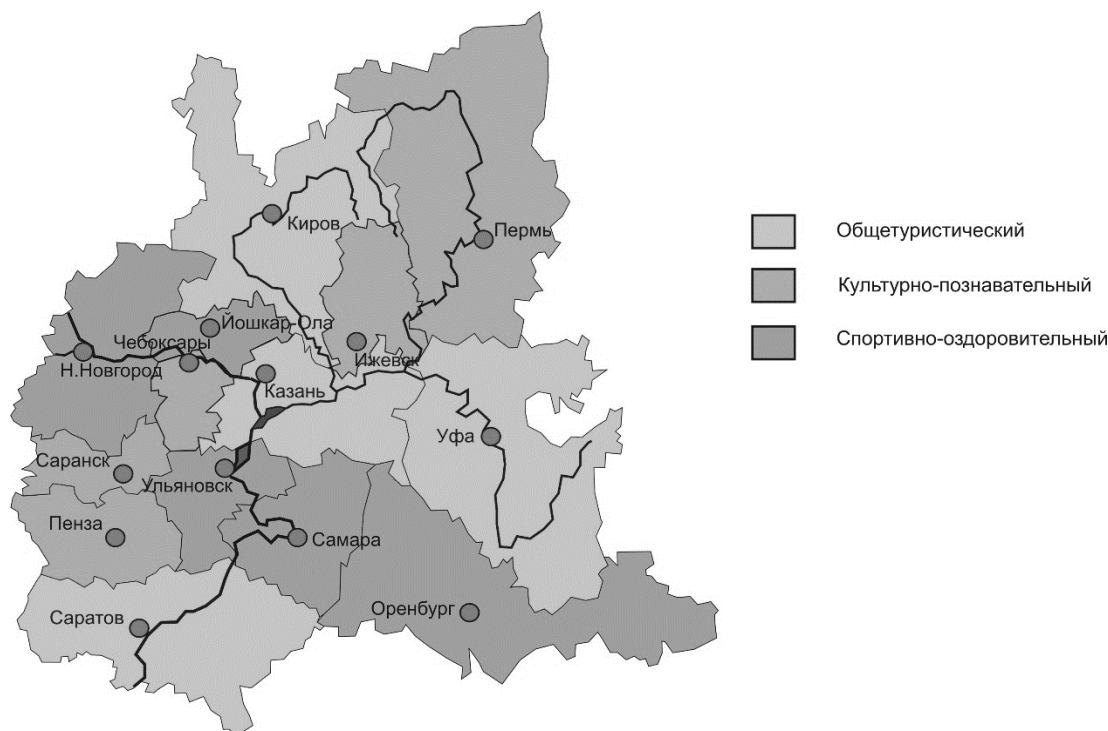 Киров
Пермь
Йошкар-Ола
Чебоксары
Н.Новгород
Ижевск
Казань
Уфа
Саранск
Ульяновск
Пенза
Самара
Саратов
Оренбург
Общетуристический
Культурно-познавательный
Спортивно-оздоровительный